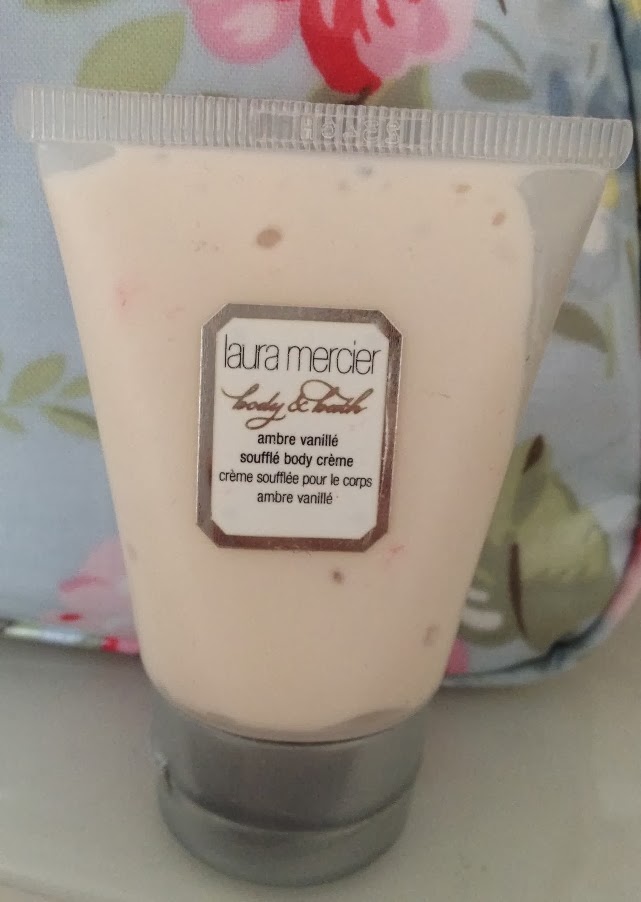 laura mercier
body & bath
ambre vanillé
soufflé body crème
crème soufflée pour le corps
ambre vanillé